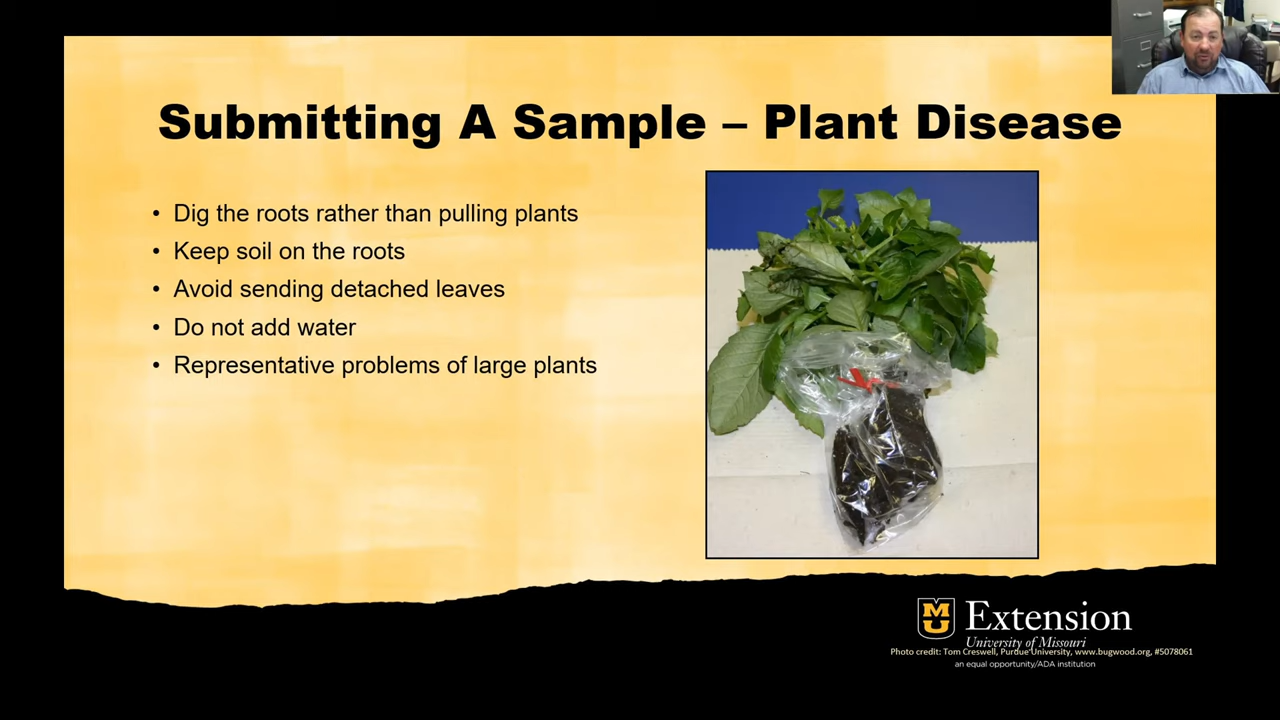 Submitting A Sample – Plant Disease
• Dig the roots rather than pulling plants
• Keep soil on the roots
• Avoid sending detached leaves
• Do not add water
• Representative problems of large plants
MU
Extension
University of Missouri
Photo credit: Tom Creswell, Purdue University, www.bugwood.org, #5078061
an equal opportunity/ADA institution